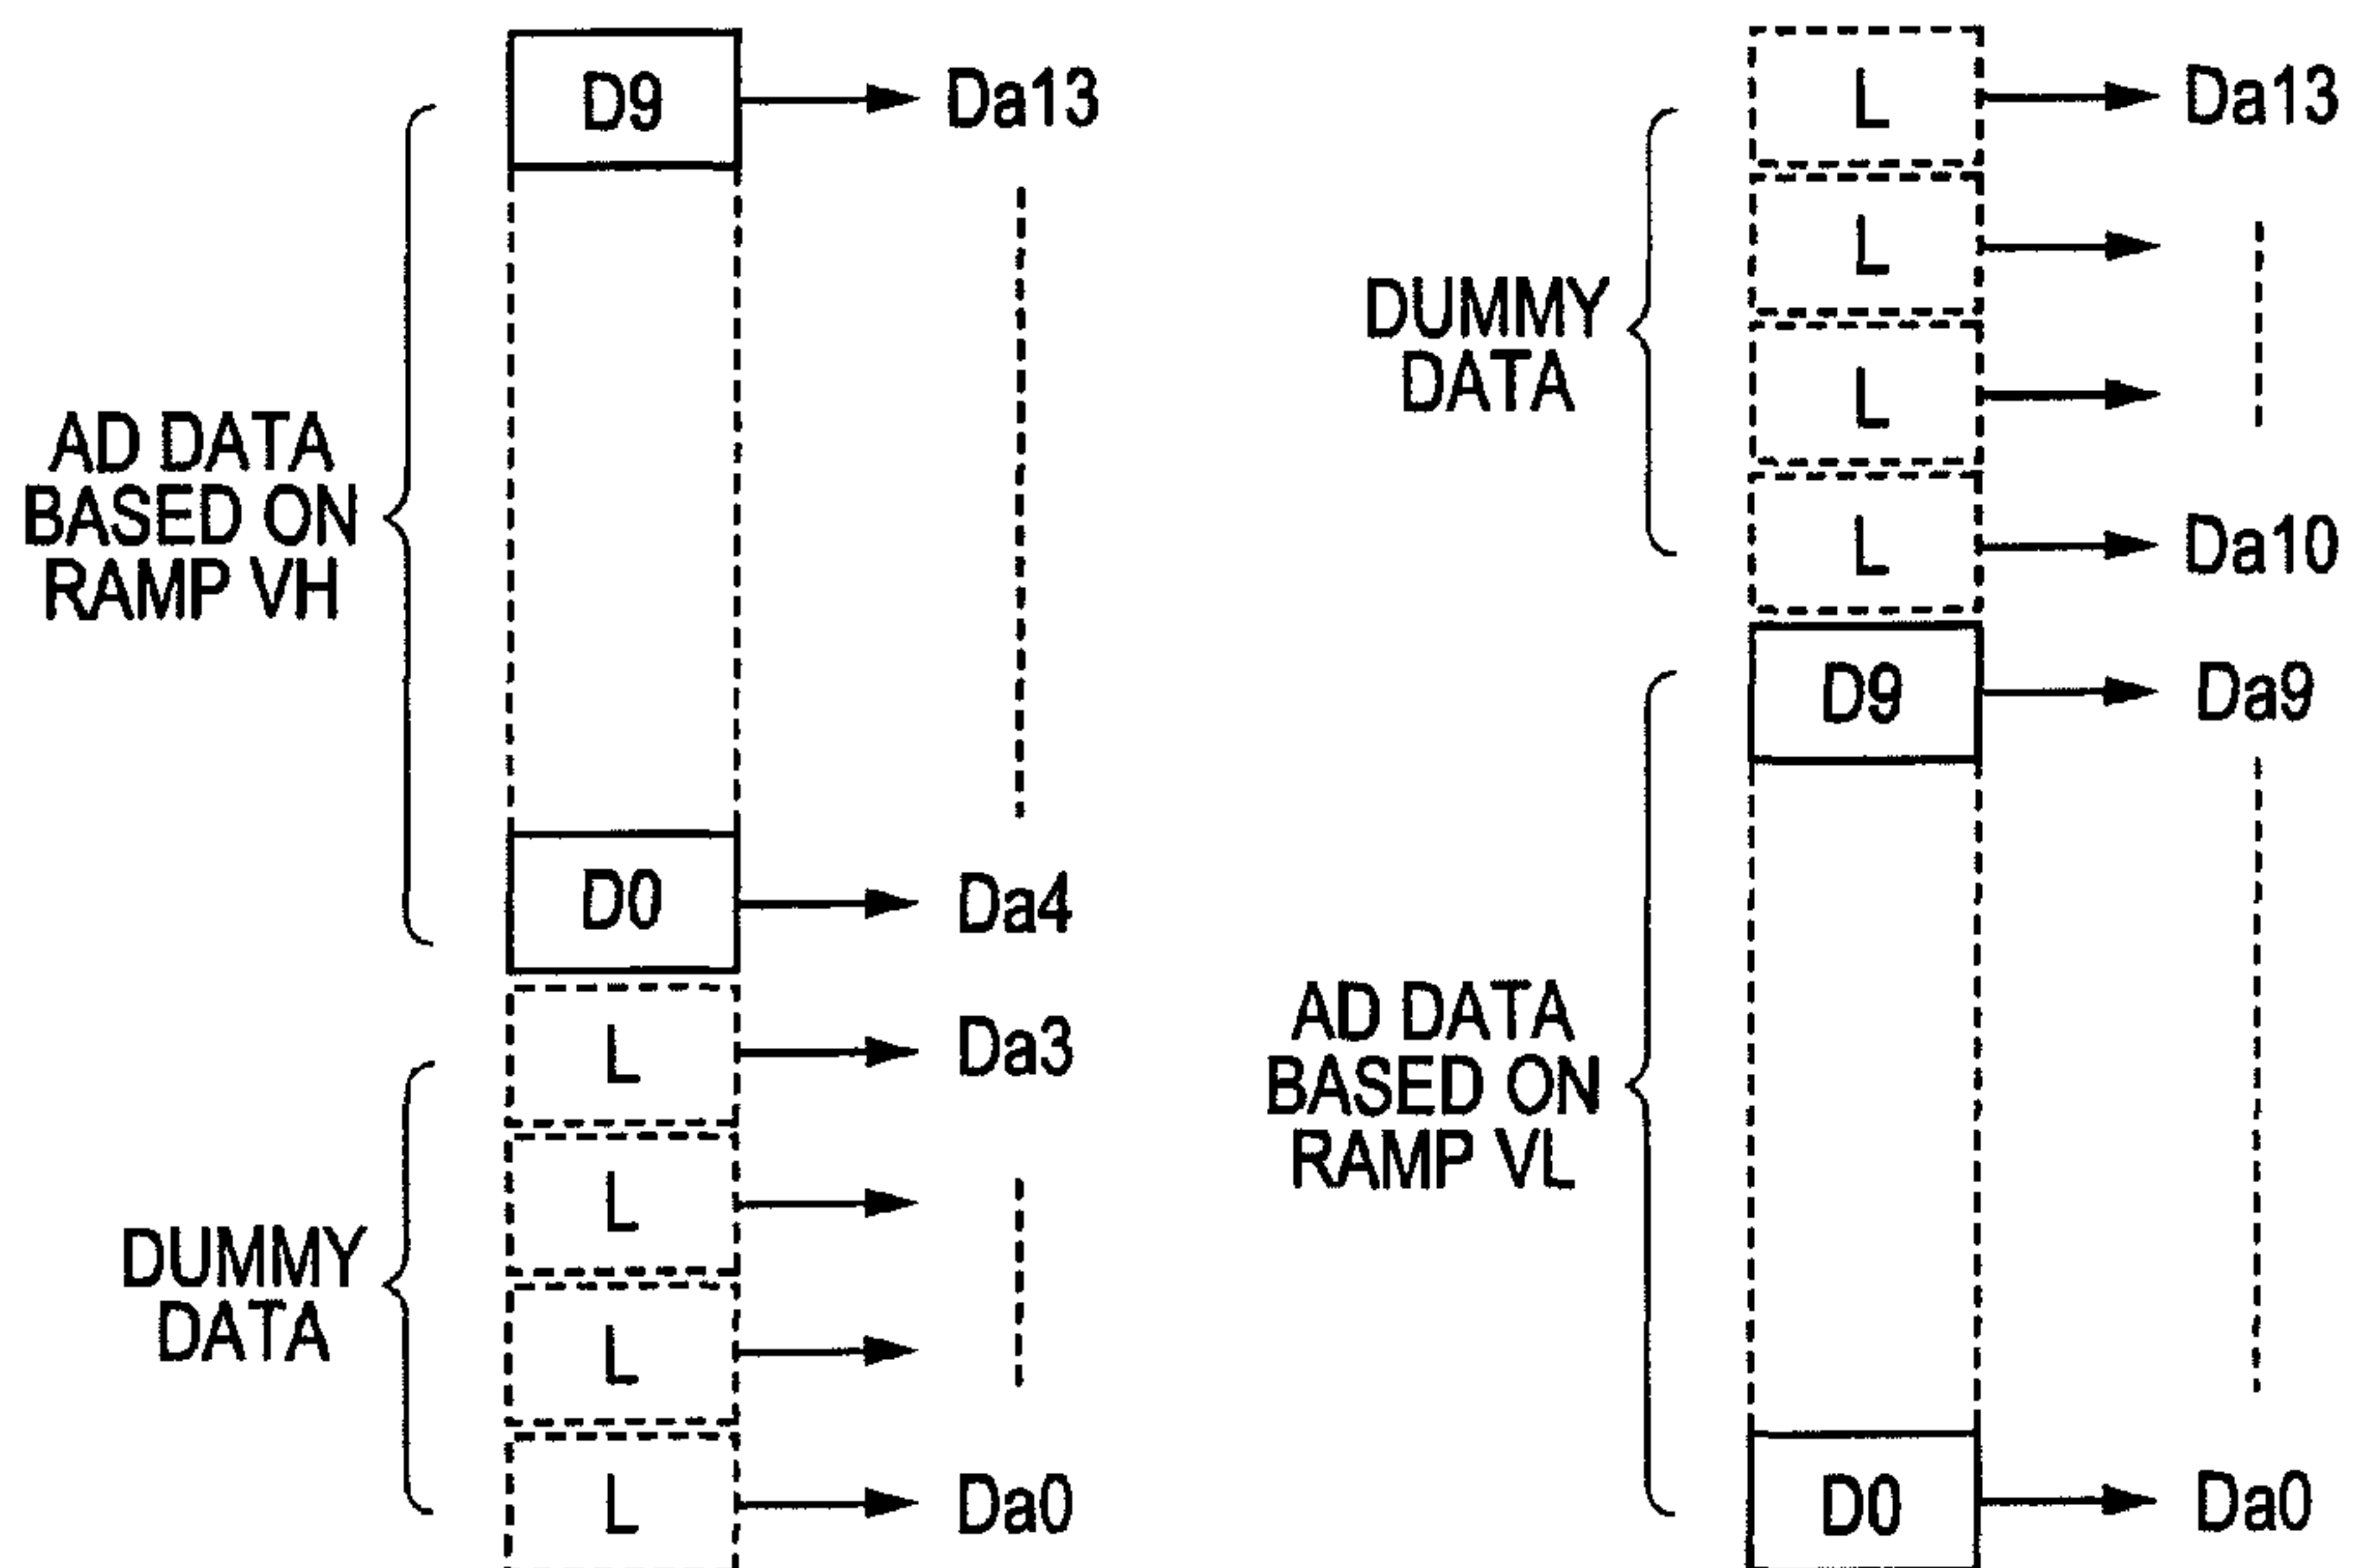 D9
Da13
AD DATA
BASED ON
RAMP VH
D0
Da4
L
Da3
L
DUMMY
DATA
L
L
Da0
L
Da13
L
DUMMY
DATA
L
L
Da10
D9
Da9
AD DATA
BASED ON
RAMP VL
D0
Da0